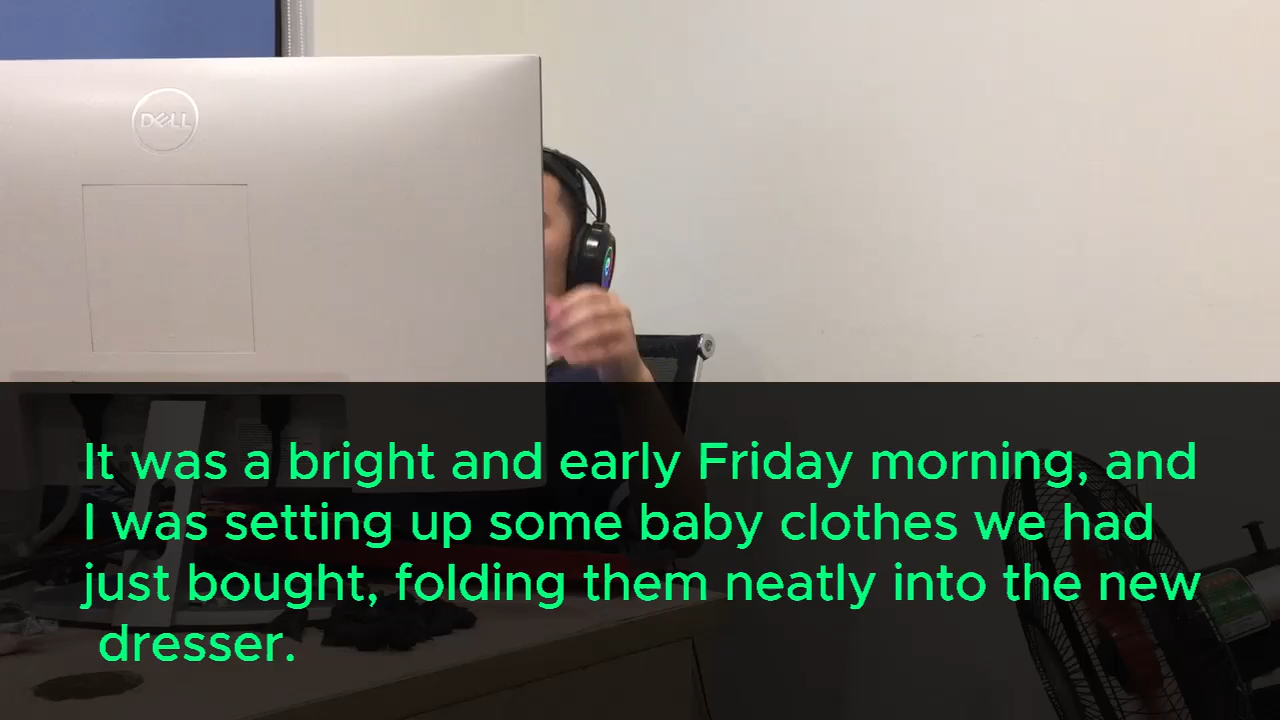 DELL
It was a bright and early Friday morning, and
I was setting up some baby clothes we had
just bought, folding them neatly into the new
dresser.